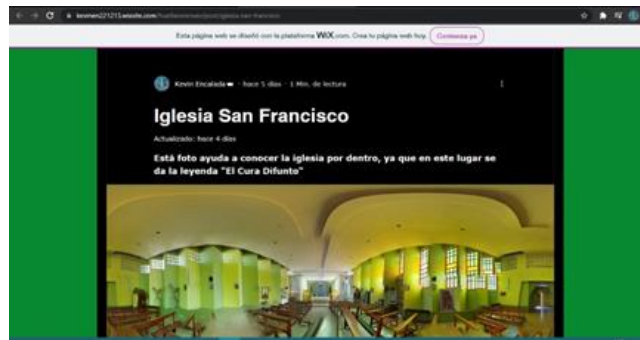 Esta página web se diseñó con la plataforma WiX.com. Crea tu página web hoy. Comienza ya
Kevin Encalada · hace 5 días · 1 Min. de lectura
Iglesia San Francisco
Actualizado: hace 4 días
Está foto ayuda a conocer la iglesia por dentro, ya que en este lugar se
da la leyenda "El Cura Difunto"